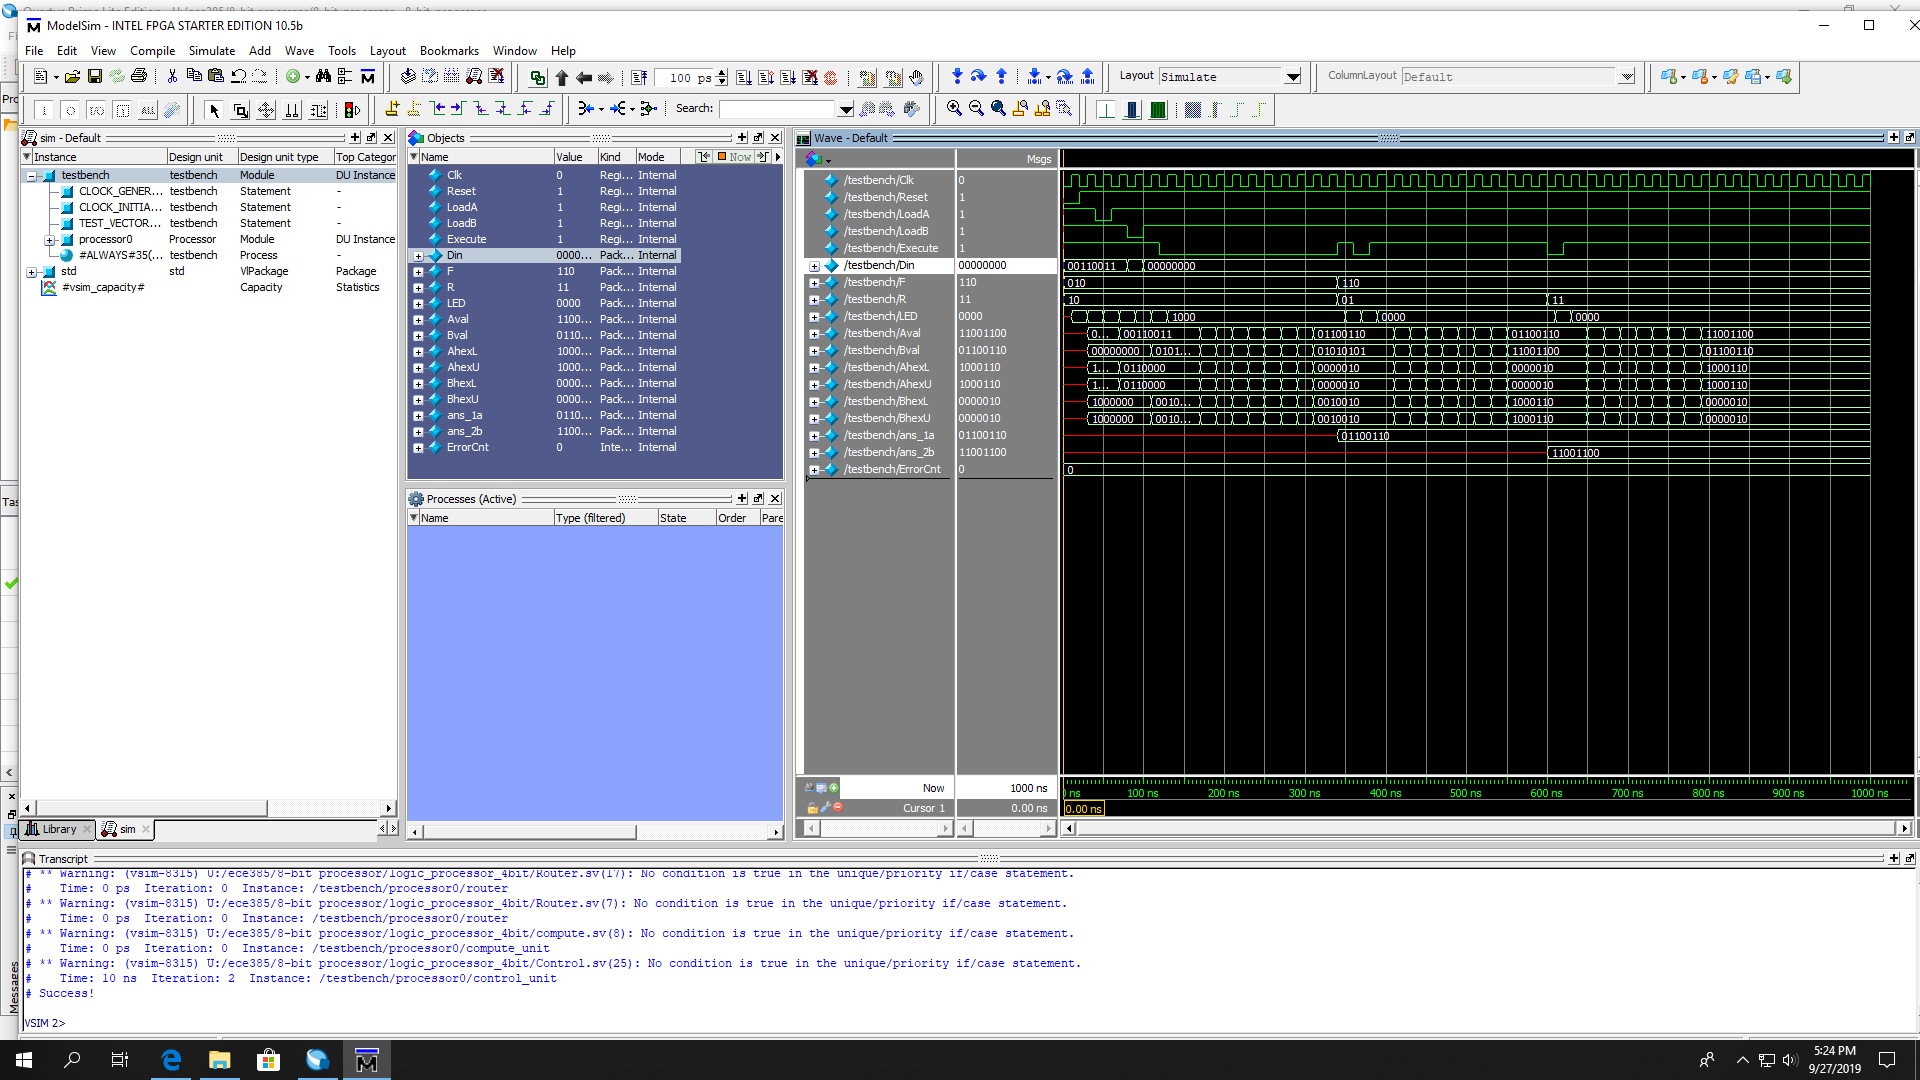 ModelSim - INTEL FPGA STARTER EDITION 10.5b
File Edit View Compile Simulate Add Wave Tools Layout Bookmarks Window Help
100 ps
Layout Simulate
ColumnLayout Default
Search:
sim - Default
Instance Design unit Design unit type Top Categor
testbench testbench Module DU Instance
CLOCK_GENER... testbench Statement -
CLOCK_INITIA... testbench Statement -
TEST_VECTOR... testbench Statement -
processor0 Processor Module DU Instance
#ALWAYS#35(... testbench Process -
std std VlPackage Package
#vsim_capacity# Capacity Statistics
Library sim
Objects
Name Value Kind Mode Now
Clk 0 Regi... Internal
Reset 1 Regi... Internal
LoadA 1 Regi... Internal
LoadB 1 Regi... Internal
Execute 1 Regi... Internal
Din 0000... Pack... Internal
F 110 Pack... Internal
R 11 Pack... Internal
LED 0000 Pack... Internal
Aval 1100... Pack... Internal
Bval 0110... Pack... Internal
AhexL 1000... Pack... Internal
AhexU 1000... Pack... Internal
BhexL 0000... Pack... Internal
BhexU 0000... Pack... Internal
ans_1a 0110... Pack... Internal
ans_2b 1100... Pack... Internal
ErrorCnt 0 Inte... Internal
Processes (Active)
Name Type (filtered) State Order Pare
Wave - Default
Msgs
/testbench/Clk 0
/testbench/Reset 1
/testbench/LoadA 1
/testbench/LoadB 1
/testbench/Execute 1
/testbench/Din 00000000 00110011 00000000
/testbench/F 110 010 110
/testbench/R 11 10 01 11
/testbench/LED 0000 1000 0000 0000
/testbench/Aval 11001100 0... 00110011 01100110 01100110 11001100
/testbench/Bval 01100110 00000000 0101... 01010101 11001100 01100110
/testbench/AhexL 1000110 1... 0110000 0000010 0000010 1000110
/testbench/AhexU 1000110 1... 0110000 0000010 0000010 1000110
/testbench/BhexL 0000010 1000000 0010... 0010010 1000110 0000010
/testbench/BhexU 0000010 1000000 0010... 0010010 1000110 0000010
/testbench/ans_1a 01100110 01100110
/testbench/ans_2b 11001100 11001100
/testbench/ErrorCnt 0 0
Now 1000 ns
ns 100 ns 200 ns 300 ns 400 ns 500 ns 600 ns 700 ns 800 ns 900 ns 1000 ns
Cursor 1 0.00 ns 0.00 ns
Transcript
# ** Warning: (vsim-8315) U:/ece385/8-bit processor/logic_processor_4bit/Router.sv(17): No condition is true in the unique/priority if/case statement.
# Time: 0 ps Iteration: 0 Instance: /testbench/processor0/router
# ** Warning: (vsim-8315) U:/ece385/8-bit processor/logic_processor_4bit/Router.sv(7): No condition is true in the unique/priority if/case statement.
# Time: 0 ps Iteration: 0 Instance: /testbench/processor0/router
# ** Warning: (vsim-8315) U:/ece385/8-bit processor/logic_processor_4bit/compute.sv(8): No condition is true in the unique/priority if/case statement.
# Time: 0 ps Iteration: 0 Instance: /testbench/processor0/compute_unit
# ** Warning: (vsim-8315) U:/ece385/8-bit processor/logic_processor_4bit/Control.sv(25): No condition is true in the unique/priority if/case statement.
# Time: 10 ns Iteration: 2 Instance: /testbench/processor0/control_unit
# Success!
VSIM 2>
Messages
5:24 PM
9/27/2019